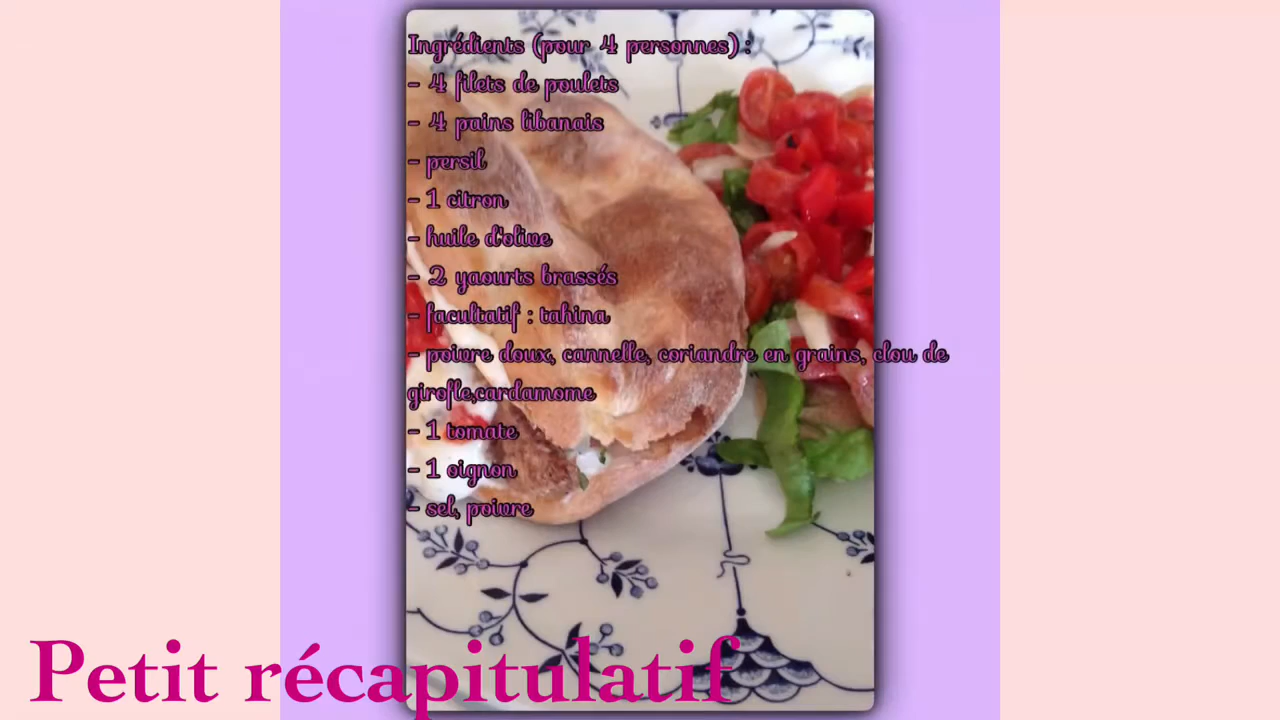 Ingrédients (pour 4 personnes) :
- 4 filets de poulets
- 4 pains libanais
- persil
- 1 citron
- huile d'olive
- 2 yaourts brassés
- facultatif : tahina
- poivre doux, cannelle, coriandre en grains, clou de
girofle,cardamome
- 1 tomate
- 1 oignon
- sel, poivre
Petit récapitulatif